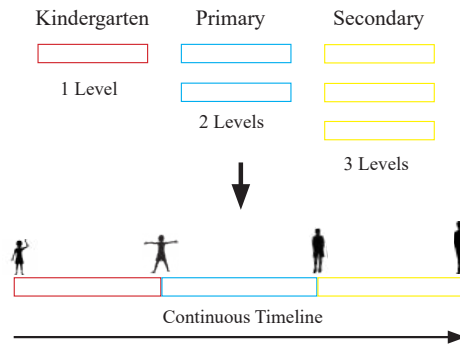 Kindergarten Primary Secondary
1 Level
2 Levels
3 Levels
Continuous Timeline